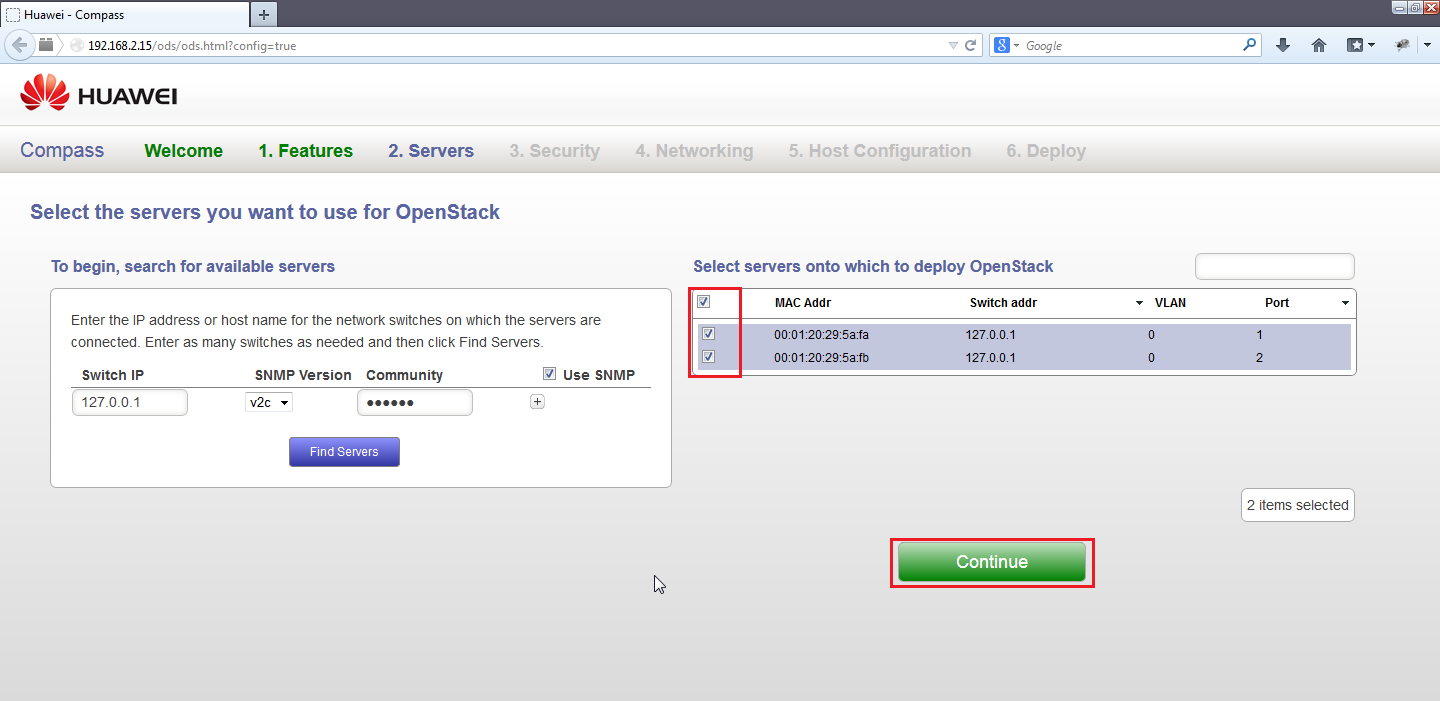 Huawei - Compass
192.168.2.15/ods/ods.html?config=true
Google
HUAWEI
Compass Welcome 1. Features 2. Servers 3. Security 4. Networking 5. Host Configuration 6. Deploy
Select the servers you want to use for OpenStack
To begin, search for available servers
Enter the IP address or host name for the network switches on which the servers are
connected. Enter as many switches as needed and then click Find Servers.
Switch IP SNMP Version Community Use SNMP
127.0.0.1 v2c ●●●●●●
Find Servers
Select servers onto which to deploy OpenStack
MAC Addr Switch addr VLAN Port
00:01:20:29:5a:fa 127.0.0.1 0 1
00:01:20:29:5a:fb 127.0.0.1 0 2
2 items selected
Continue